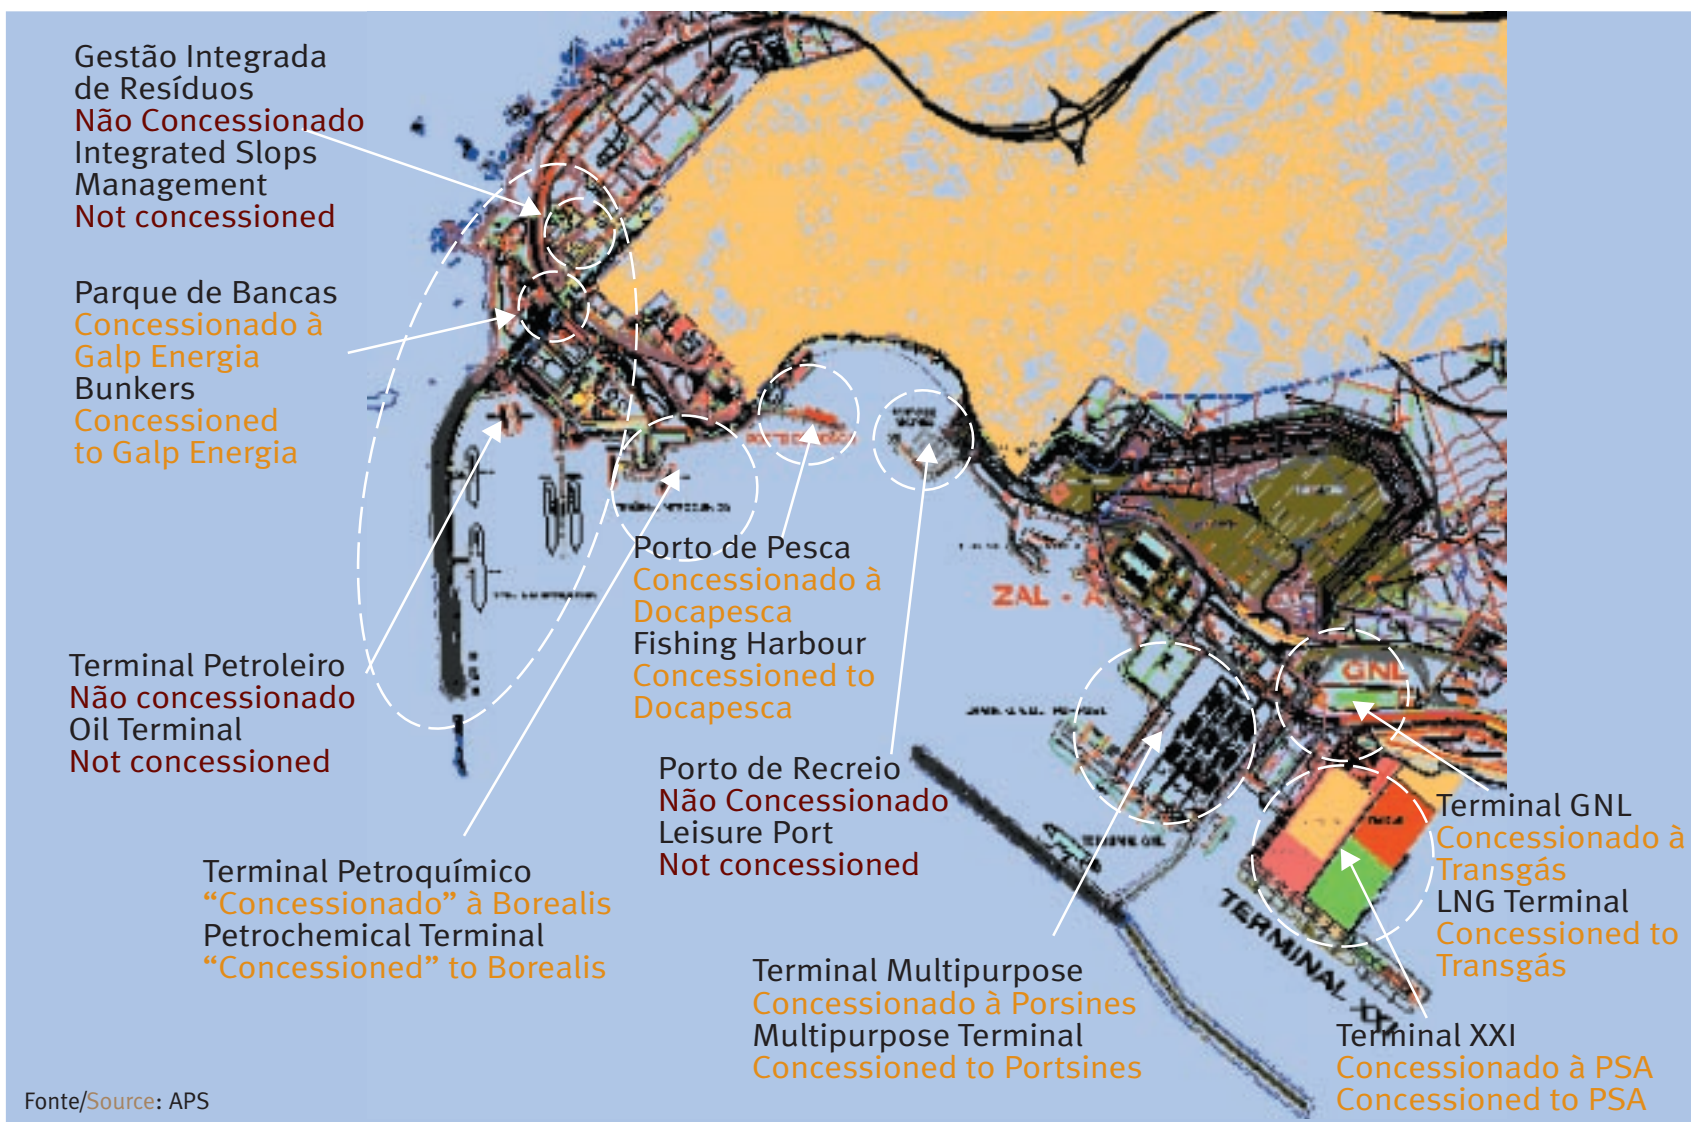 Gestão Integrada
de Resíduos
Não Concessionado
Integrated Slops
Management
Not concessioned
Parque de Bancas
Concessionado à
Galp Energia
Bunkers
Concessioned
to Galp Energia
Terminal Petroleiro
Não concessionado
Oil Terminal
Not concessioned
Terminal Petroquímico
“Concessionado” à Borealis
Petrochemical Terminal
“Concessioned” to Borealis
Porto de Pesca
Concessionado à
Docapesca
Fishing Harbour
Concessioned to
Docapesca
Porto de Recreio
Não Concessionado
Leisure Port
Not concessioned
Terminal Multipurpose
Concessionado à Porsines
Multipurpose Terminal
Concessioned to Portsines
Terminal GNL
Concessionado à
Transgás
LNG Terminal
Concessioned to
Transgás
Terminal XXI
Concessionado à PSA
Concessioned to PSA
ZAL - A
GNL
TERMINAL XXI
Fonte/Source: APS